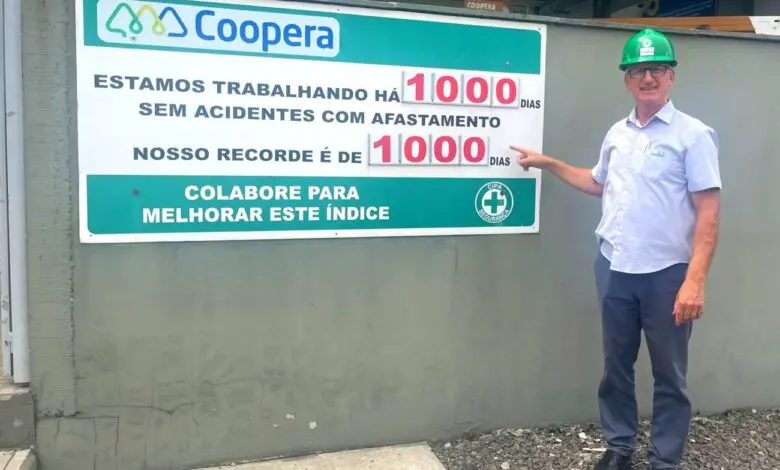 COOPERA
Coopera
ESTAMOS TRABALHANDO HÁ 1000 DIAS
SEM ACIDENTES COM AFASTAMENTO
NOSSO RECORDE É DE 1000 DIAS
COLABORE PARA
MELHORAR ESTE ÍNDICE
CIPA
SEGURANÇA